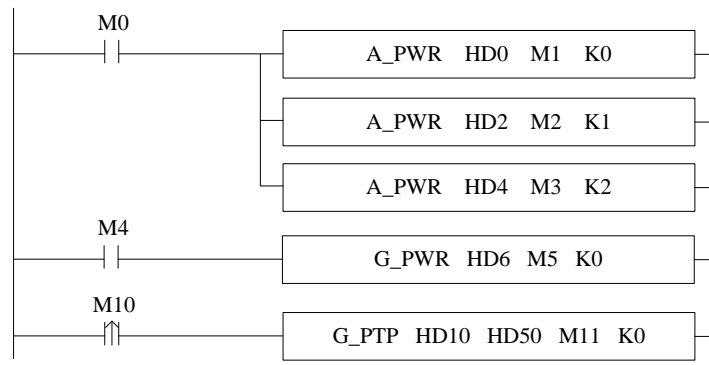 M0
A_PWR HD0 M1 K0
A_PWR HD2 M2 K1
A_PWR HD4 M3 K2
M4
G_PWR HD6 M5 K0
M10
G_PTP HD10 HD50 M11 K0